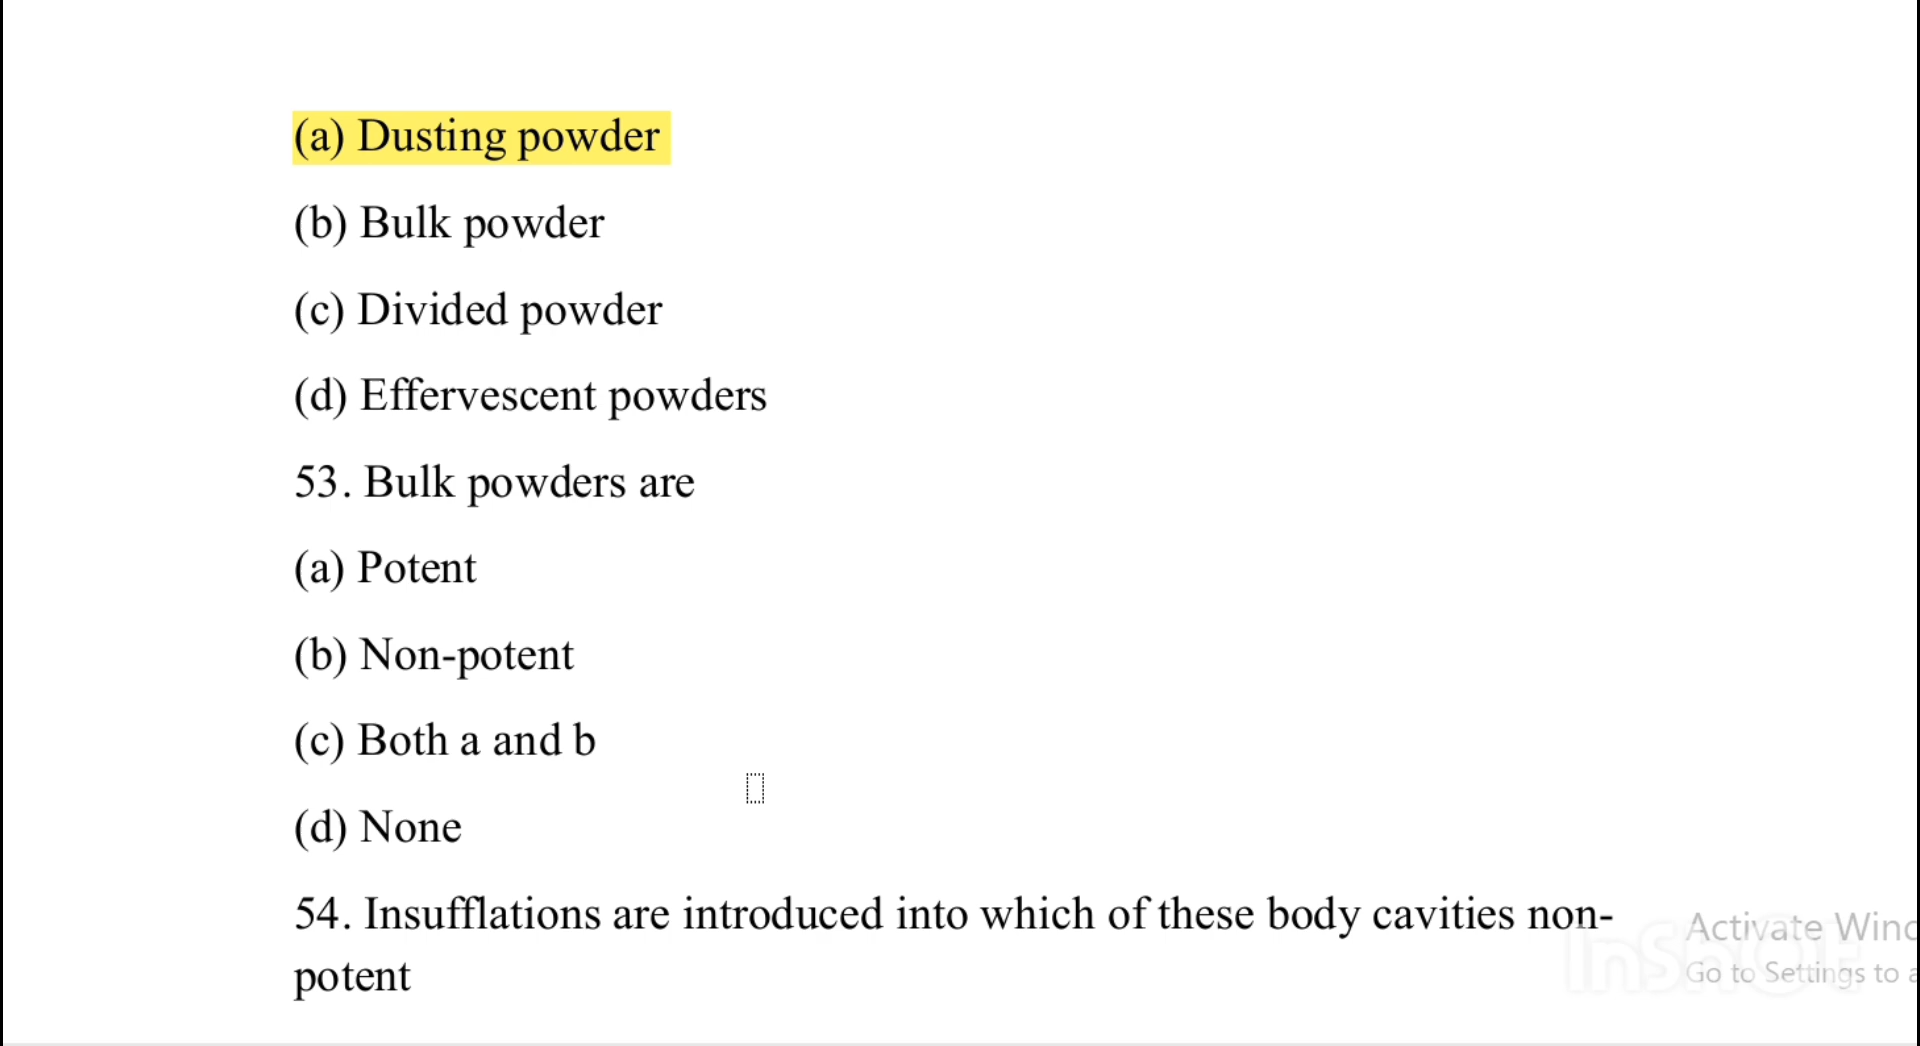 (a) Dusting powder
(b) Bulk powder
(c) Divided powder
(d) Effervescent powders
53. Bulk powders are
(a) Potent
(b) Non-potent
(c) Both a and b
(d) None
54. Insufflations are introduced into which of these body cavities non-
potent
Activate Wind
Go to Settings to a
InShOt